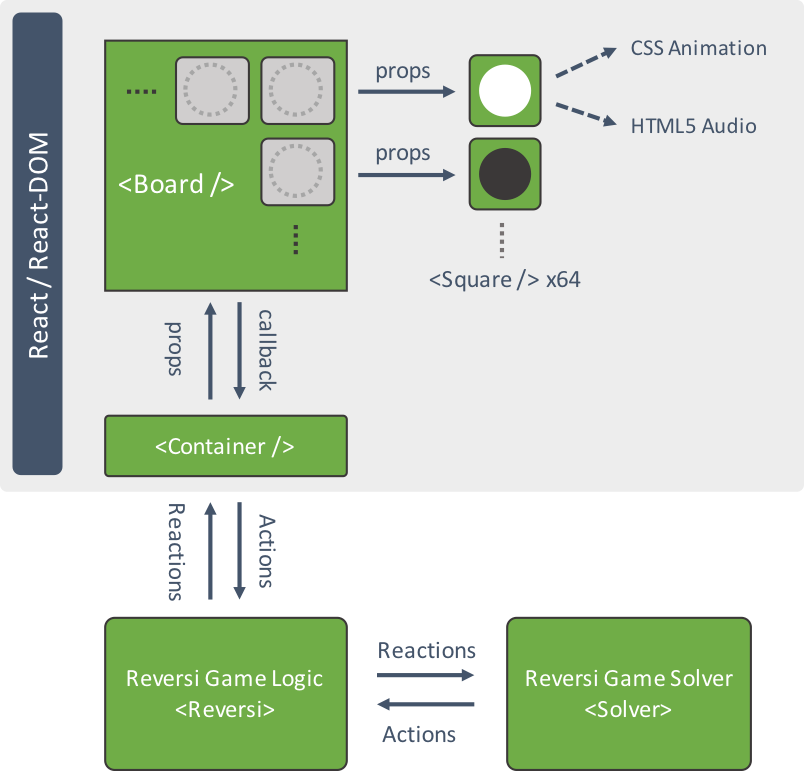 React / React-DOM
<Board />
props
props
CSS Animation
HTML5 Audio
<Square /> x64
props
callback
<Container />
Reactions
Actions
Reversi Game Logic
<Reversi>
Reactions
Actions
Reversi Game Solver
<Solver>